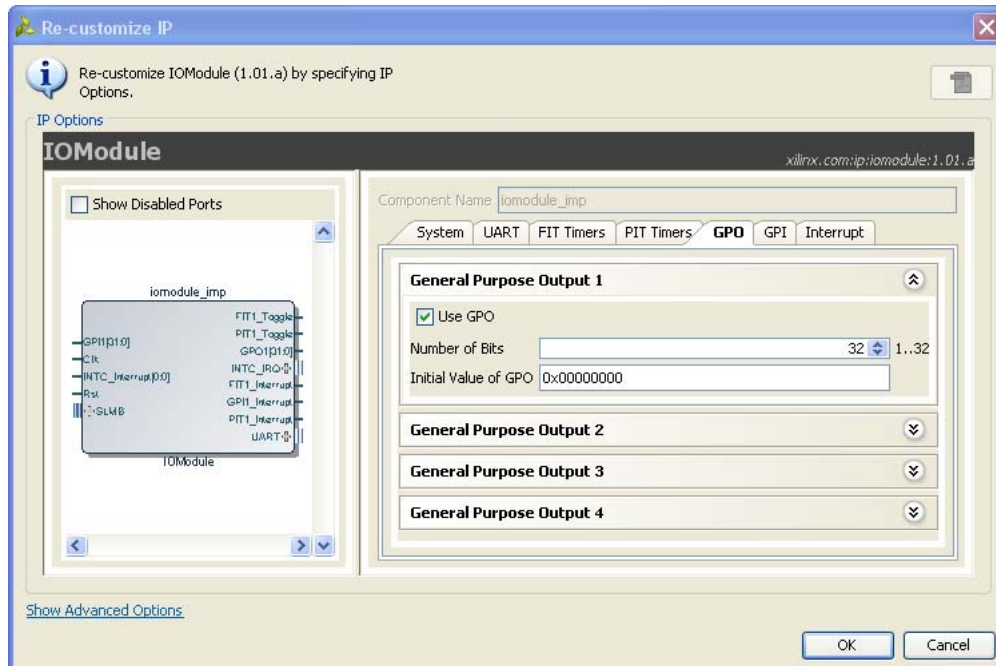 Re-customize IP
Re-customize IOModule (1.01.a) by specifying IP
Options.
IP Options
IOModule
xilinx.com:ip:iomodule:1.01.a
Show Disabled Ports
Component Name iomodule_imp
System UART FIT Timers PIT Timers GPO GPI Interrupt
General Purpose Output 1
Use GPO
Number of Bits 32 1..32
Initial Value of GPO 0x00000000
General Purpose Output 2
General Purpose Output 3
General Purpose Output 4
iomodule_imp
GPI1[31:0]
Clk
INTC_Interrupt[0:0]
Rst
SLMB
FIT1_Toggle
PIT1_Toggle
GPO1[31:0]
INTC_IRQ
FIT1_Interrupt
GPI1_Interrupt
PIT1_Interrupt
UART
IOModule
Show Advanced Options
OK Cancel